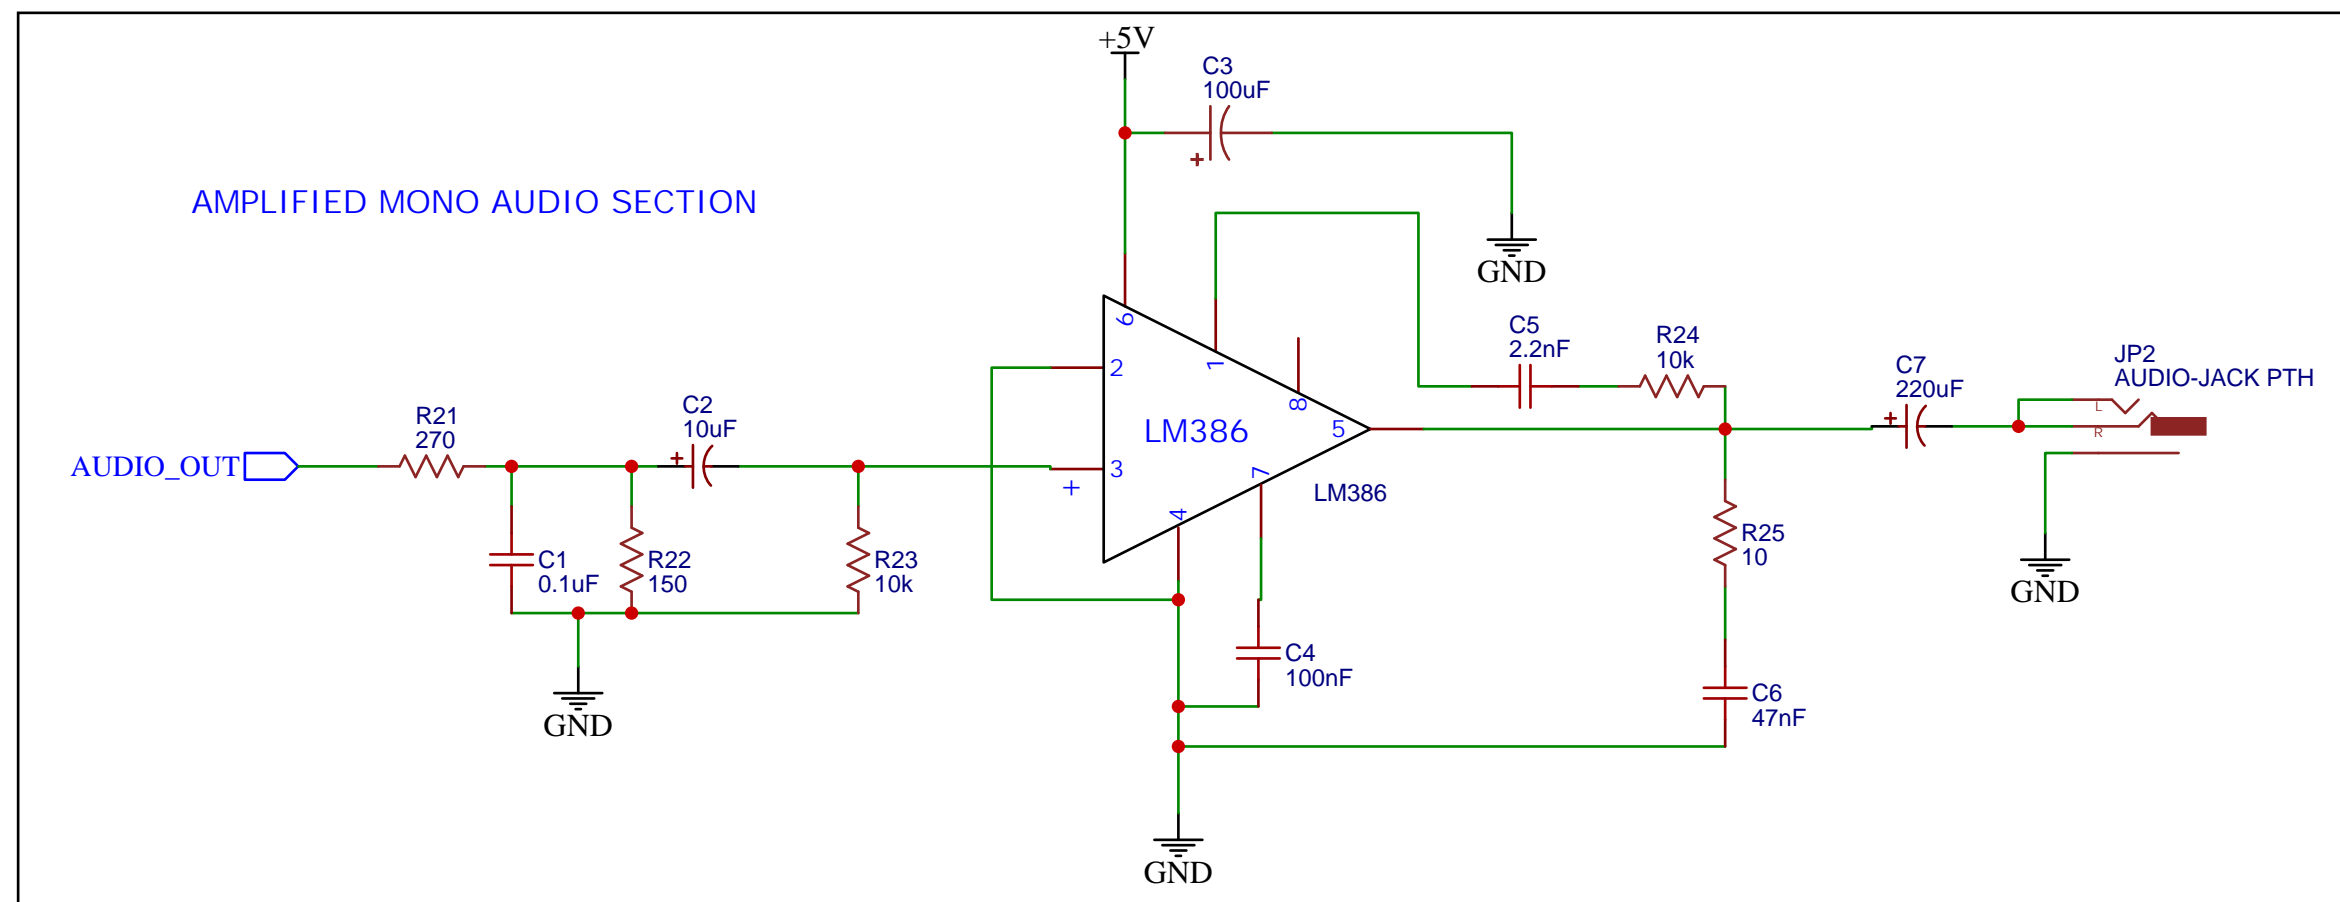 +5V
C3
100uF
AMPLIFIED MONO AUDIO SECTION
GND
6
1
8
2
3
+
4
7
5
LM386
LM386
C5
2.2nF
R24
10k
C7
220uF
JP2
AUDIO-JACK PTH
L
R
GND
AUDIO_OUT
R21
270
C2
10uF
C1
0.1uF
R22
150
R23
10k
GND
C4
100nF
R25
10
C6
47nF
GND